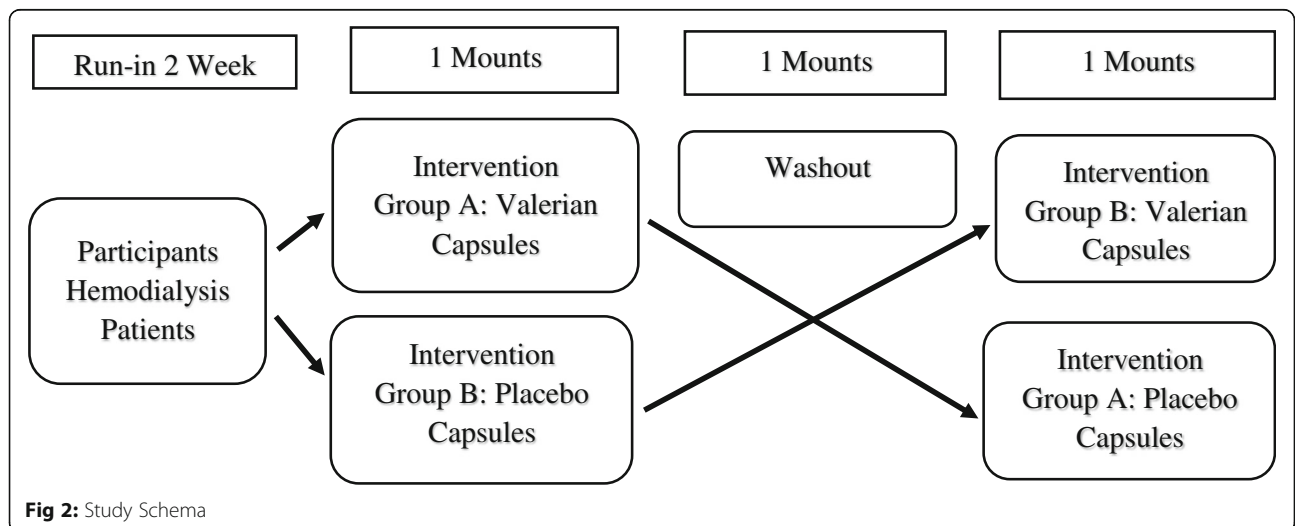 Run-in 2 Week
1 Mounts
1 Mounts
1 Mounts
Participants
Hemodialysis
Patients
Intervention
Group A: Valerian
Capsules
Intervention
Group B: Placebo
Capsules
Washout
Intervention
Group B: Valerian
Capsules
Intervention
Group A: Placebo
Capsules
Fig 2: Study Schema